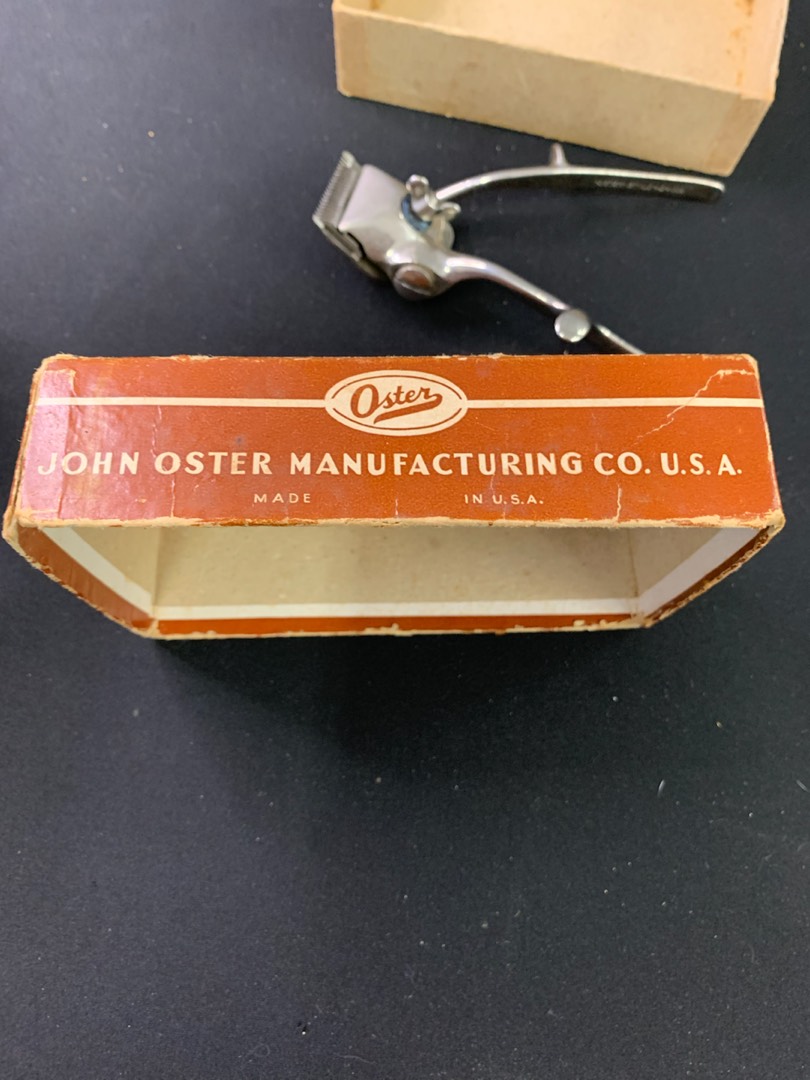 Oster
JOHN OSTER MANUFACTURING CO. U.S.A.
MADE IN U.S.A.